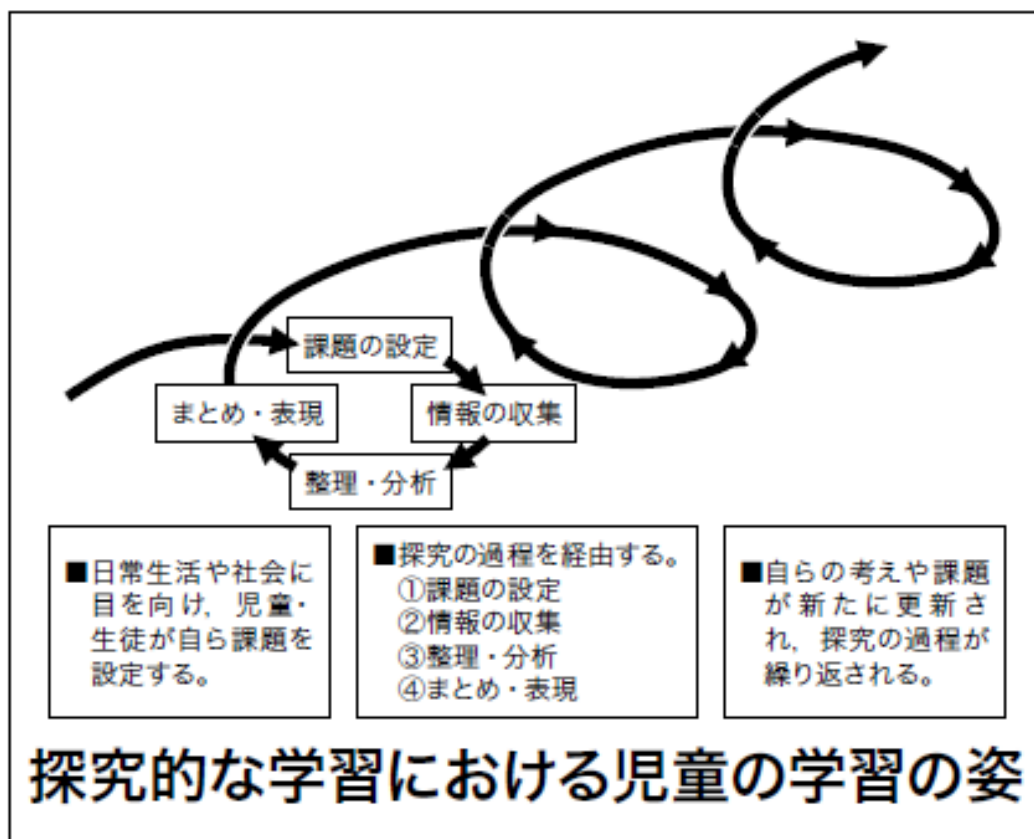 課題の設定
まとめ・表現
情報の収集
整理・分析
■日常生活や社会に
目を向け，児童・
生徒が自ら課題を
設定する。
■探究の過程を経由する。
①課題の設定
②情報の収集
③整理・分析
④まとめ・表現
■自らの考えや課題
が新たに更新さ
れ，探究の過程が
繰り返される。
探究的な学習における児童の学習の姿